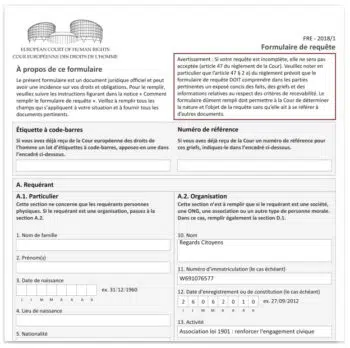 EUROPEAN COURT OF HUMAN RIGHTS
COUR EUROPÉENNE DES DROITS DE L'HOMME
FRE - 2018/1
Formulaire de requête
À propos de ce formulaire
Le présent formulaire est un document juridique officiel et peut
avoir une incidence sur vos droits et obligations. Pour le remplir,
veuillez suivre les instructions figurant dans la notice « Comment
remplir le formulaire de requête ». Veillez à remplir tous les
champs qui s'appliquent à votre situation et à fournir tous les
documents pertinents.
Avertissement : Si votre requête est incomplète, elle ne sera pas
acceptée (article 47 du règlement de la Cour). Veuillez noter en
particulier que l'article 47 § 2 a) du règlement prévoit que le
formulaire de requête DOIT comprendre dans les parties
pertinentes un exposé concis des faits, des griefs et des
informations relatives au respect des critères de recevabilité. Le
formulaire dûment rempli doit permettre à la Cour de déterminer
la nature et l'objet de la requête sans qu'elle ait à se référer à
d'autres documents.
Étiquette à code-barres
Si vous avez déjà reçu de la Cour européenne des droits de
l'homme un lot d'étiquettes à code-barres, apposez-en une dans
l'encadré ci-dessous.
Numéro de référence
Si vous avez déjà reçu de la Cour un numéro de référence pour
ces griefs, indiquez-le dans l'encadré ci-dessous.
A. Requérant
A.1. Particulier
Cette section ne concerne que les requérants personnes
physiques. Si le requérant est une organisation, passez à la
section A.2.
1. Nom de famille
2. Prénom(s)
3. Date de naissance
ex. 31/12/1960
J J M M A A A A
4. Lieu de naissance
5. Nationalité
A.2. Organisation
Cette section n'est à remplir que si le requérant est une société,
une ONG, une association ou un autre type de personne morale.
Dans ce cas, remplir également la section D.1.
10. Nom
Regards Citoyens
11. Numéro d'immatriculation (le cas échéant)
W691076577
12. Date d'enregistrement ou de constitution (le cas échéant)
2 6 0 6 2 0 1 0 ex. 27/09/2012
J J M M A A A A
13. Activité
Association loi 1901 : renforcer l'engagement civique